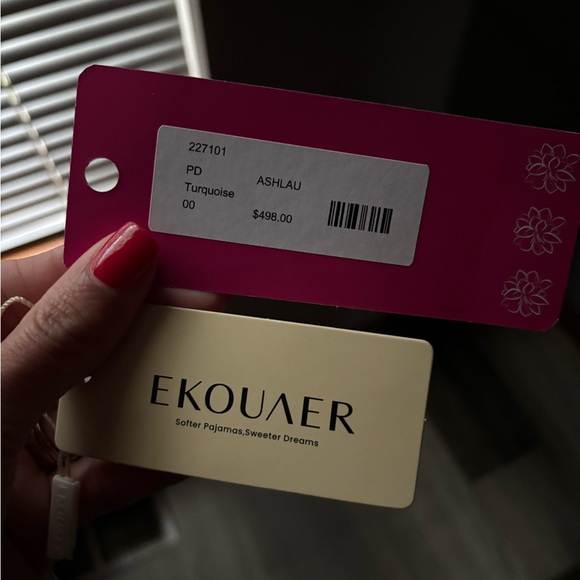 227101
PD
Turquoise
00
ASHLAU
$498.00
EKOUAER
Softer Pajamas,Sweeter Dreams